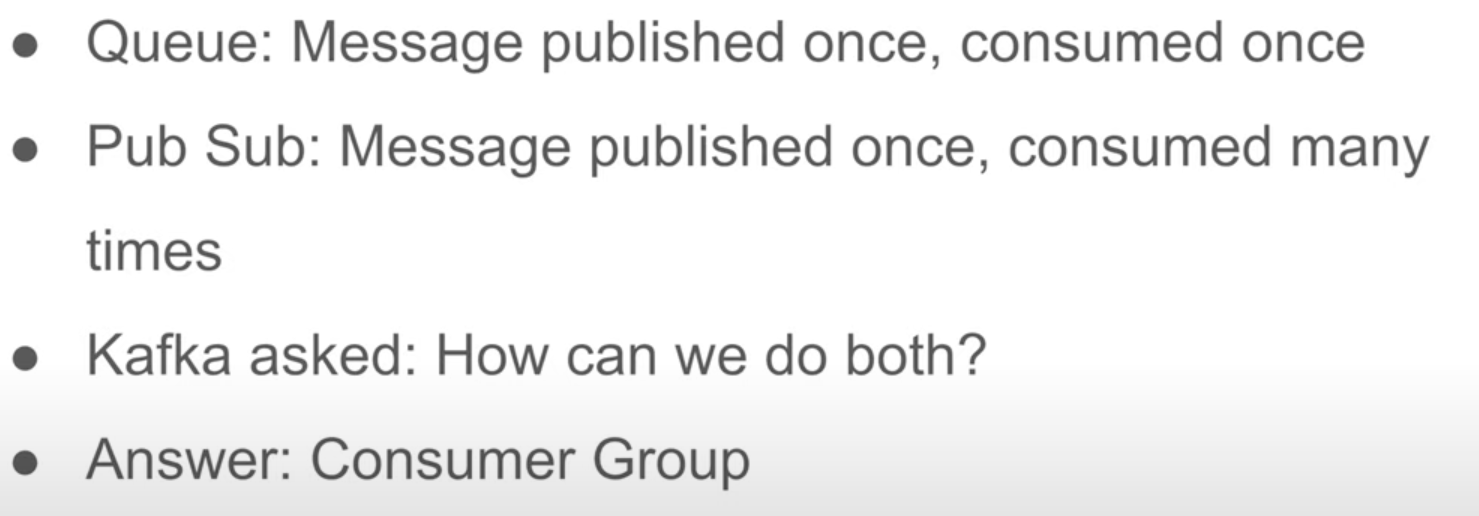 ● Queue: Message published once, consumed once
● Pub Sub: Message published once, consumed many
times
● Kafka asked: How can we do both?
● Answer: Consumer Group